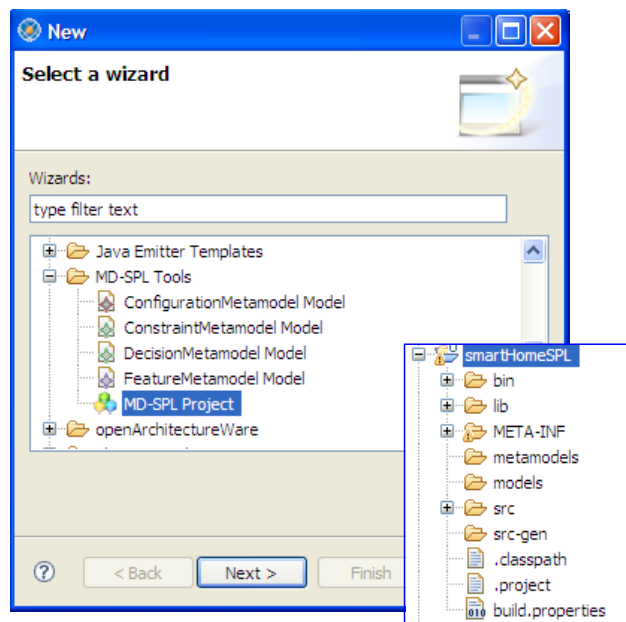 New
Select a wizard
Wizards:
type filter text
Java Emitter Templates
MD-SPL Tools
ConfigurationMetamodel Model
ConstraintMetamodel Model
DecisionMetamodel Model
FeatureMetamodel Model
MD-SPL Project
openArchitectureWare
? < Back Next > Finish
smartHomeSPL
bin
lib
META-INF
metamodels
models
src
src-gen
.classpath
.project
010 build.properties